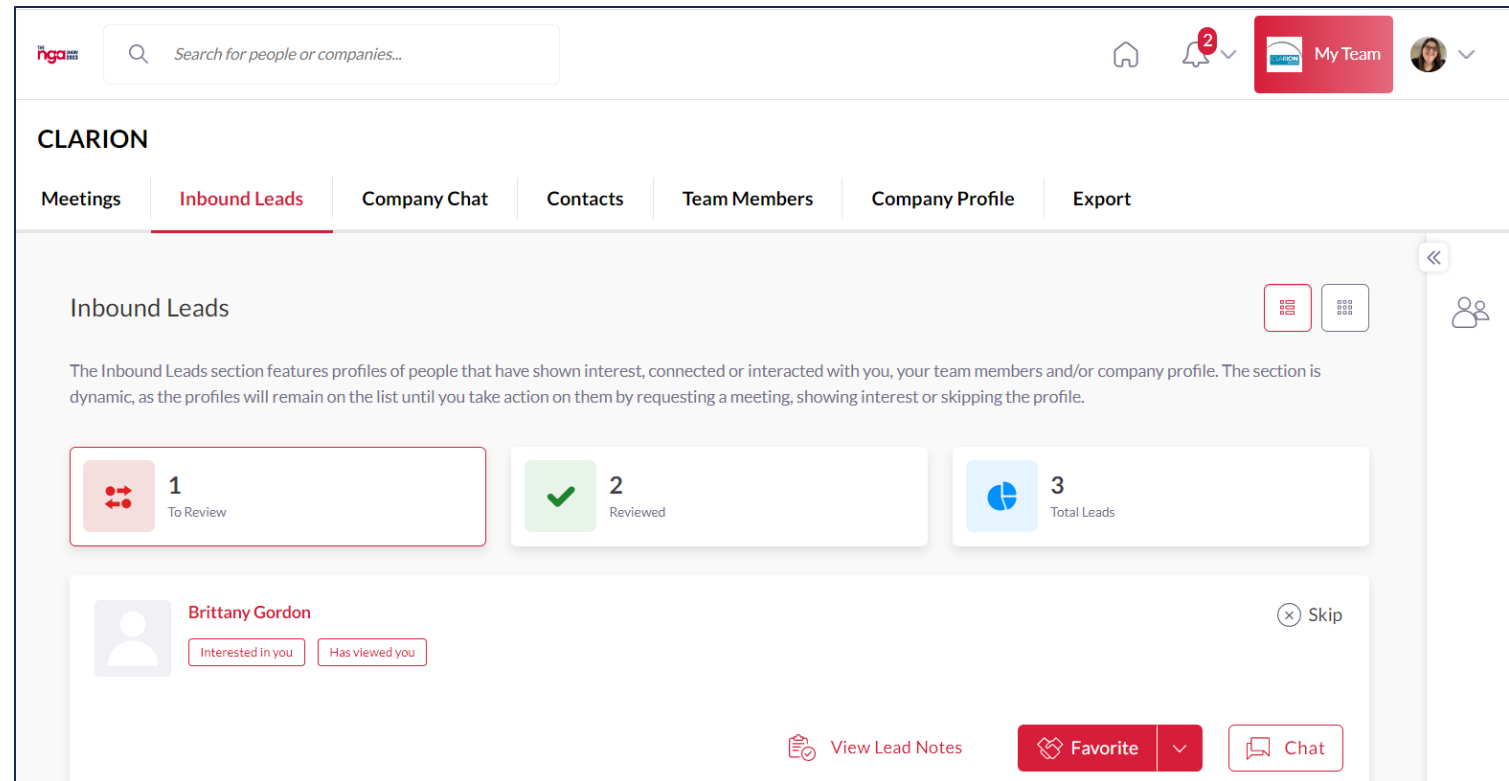 THE nga SHOW 2023
Search for people or companies...
2
CLARION
My Team
CLARION
Meetings
Inbound Leads
Company Chat
Contacts
Team Members
Company Profile
Export
Inbound Leads
The Inbound Leads section features profiles of people that have shown interest, connected or interacted with you, your team members and/or company profile. The section is
dynamic, as the profiles will remain on the list until you take action on them by requesting a meeting, showing interest or skipping the profile.
1
To Review
2
Reviewed
3
Total Leads
Brittany Gordon
Skip
Interested in you
Has viewed you
View Lead Notes
Favorite
Chat